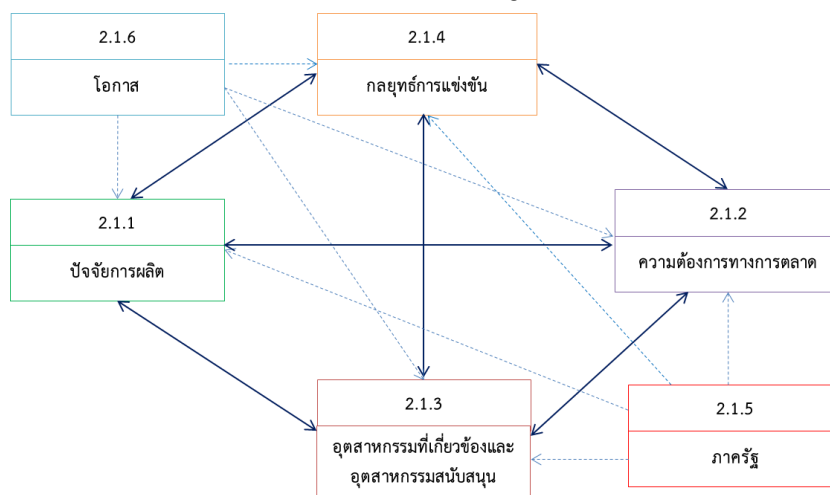 2.1.6
โอกาส
2.1.4
กลยุทธ์การแข่งขัน
2.1.1
ปัจจัยการผลิต
2.1.2
ความต้องการทางการตลาด
2.1.3
อุตสาหกรรมที่เกี่ยวข้องและ
อุตสาหกรรมสนับสนุน
2.1.5
ภาครัฐ